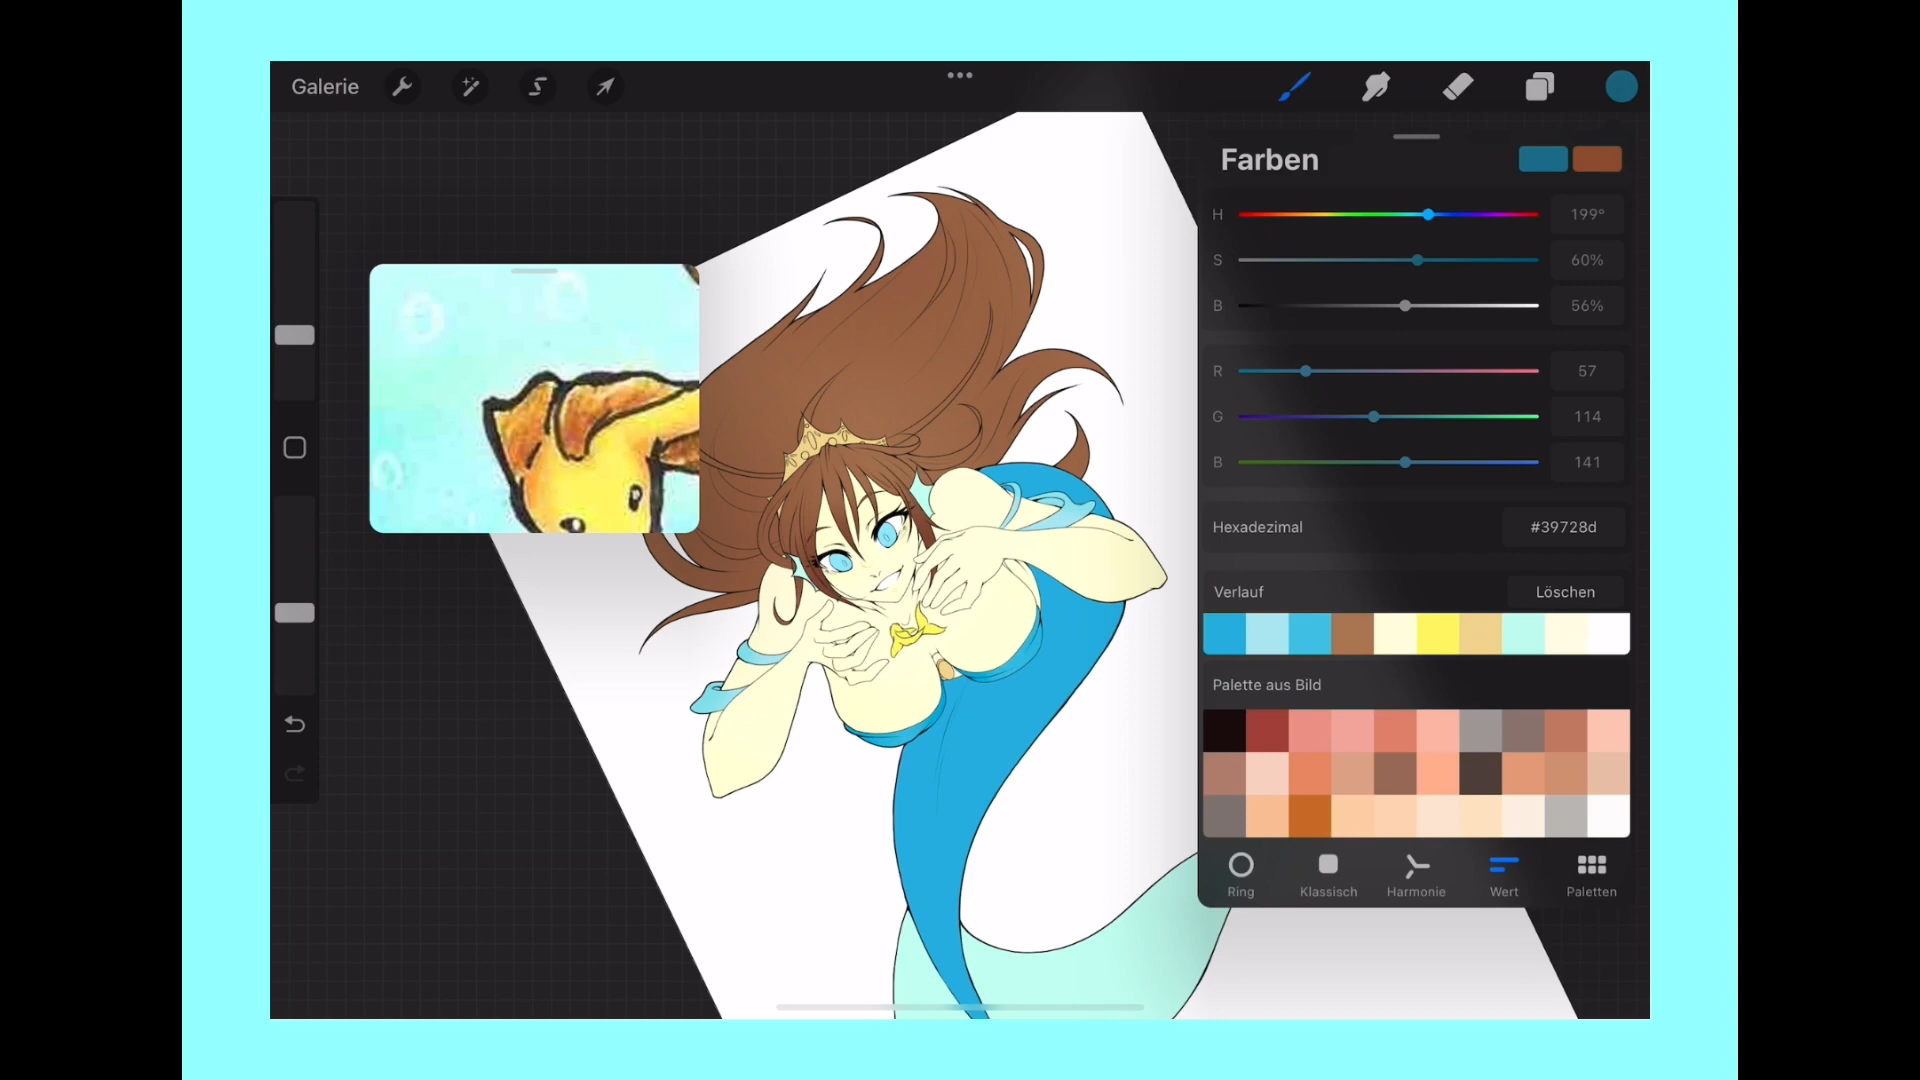 Galerie
Farben
H 199°
S 60%
B 56%
R 57
G 114
B 141
Hexadezimal #39728d
Verlauf Löschen
Palette aus Bild
Ring Klassisch Harmonie Wert Paletten